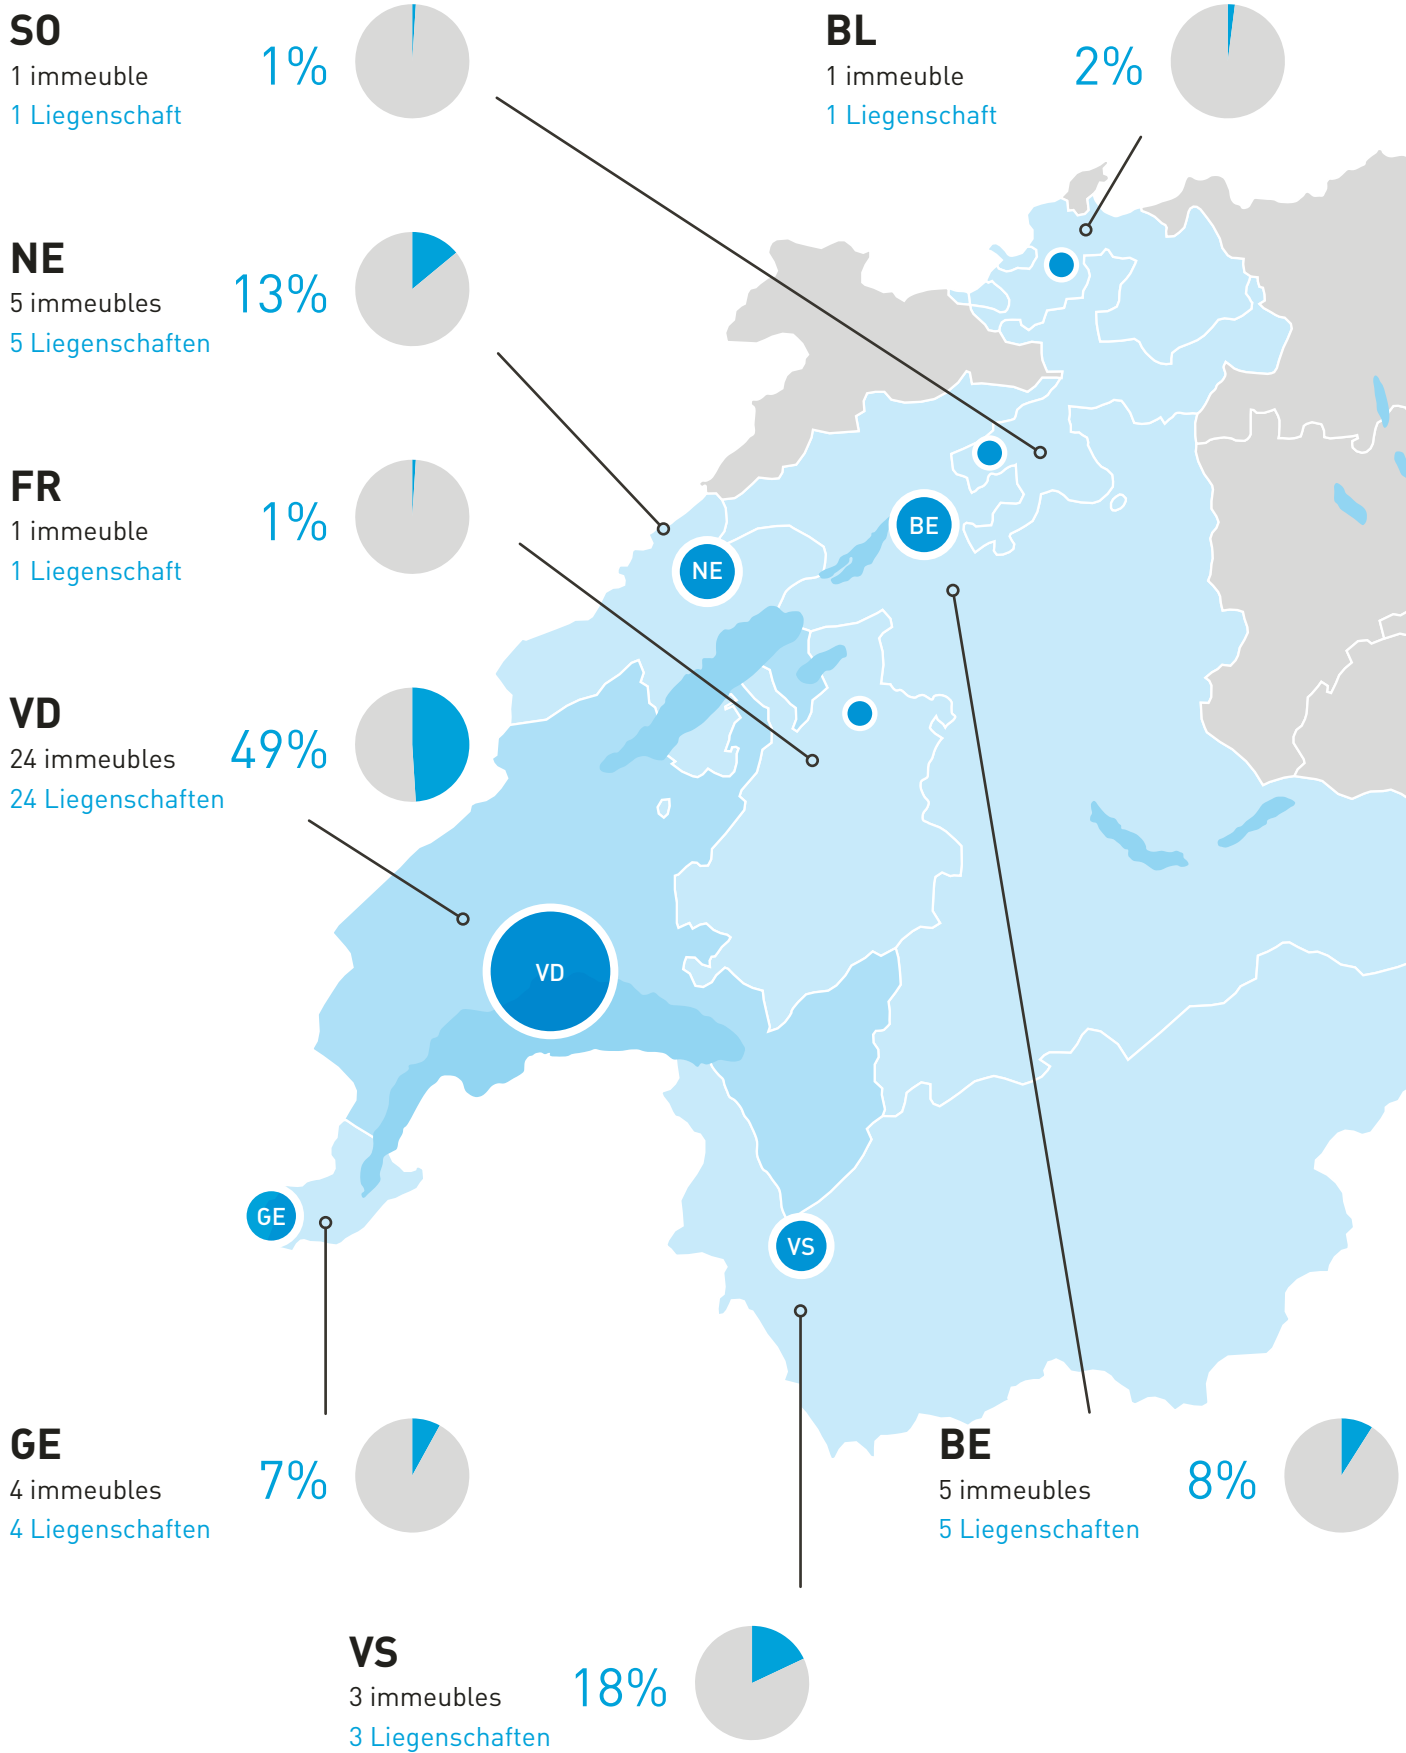 SO
1 immeuble
1 Liegenschaft
1%
BL
1 immeuble
1 Liegenschaft
2%
NE
5 immeubles
5 Liegenschaften
13%
FR
1 immeuble
1 Liegenschaft
1%
VD
24 immeubles
24 Liegenschaften
49%
BE
NE
VD
GE
VS
GE
4 immeubles
4 Liegenschaften
7%
BE
5 immeubles
5 Liegenschaften
8%
VS
3 immeubles
3 Liegenschaften
18%